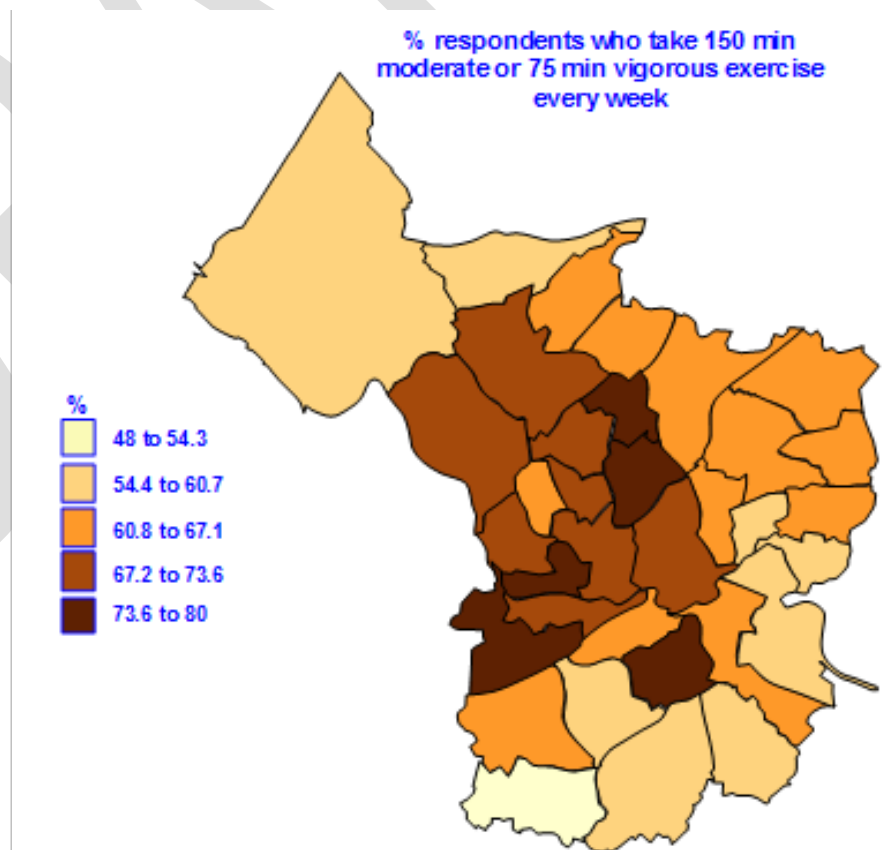 % respondents who take 150 min
moderate or 75 min vigorous exercise
every week
%
48 to 54.3
54.4 to 60.7
60.8 to 67.1
67.2 to 73.6
73.6 to 80